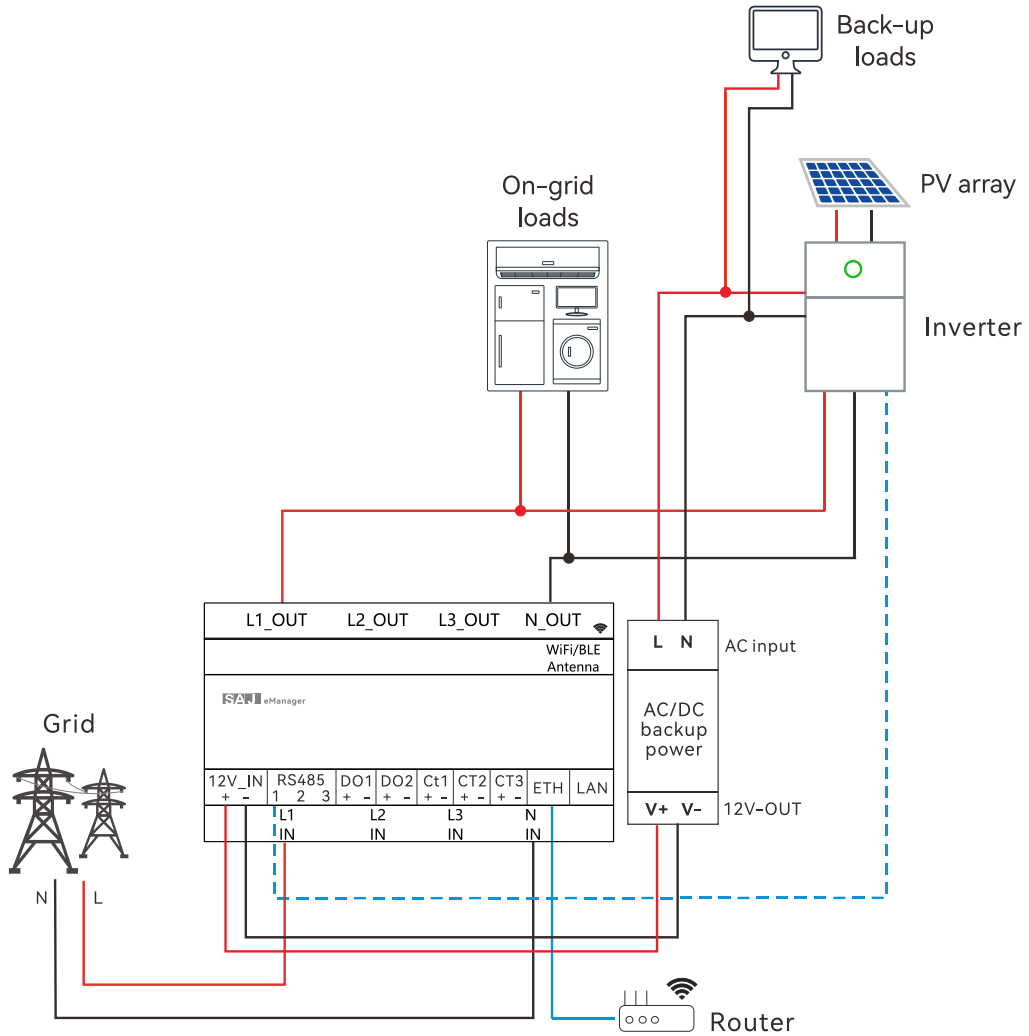 Back-up
loads
PV array
On-grid
loads
Inverter
L1_OUT L2_OUT L3_OUT N_OUT
WiFi/BLE
Antenna
L N
AC input
SAJ eManager
AC/DC
backup
power
Grid
12V_IN RS485 DO1 DO2 Ct1 CT2 CT3 ETH LAN
+ - 1 2 3 + - + - + - + - + -
V+ V-
12V-OUT
L1 L2 L3 N
IN IN IN IN
N L
Router